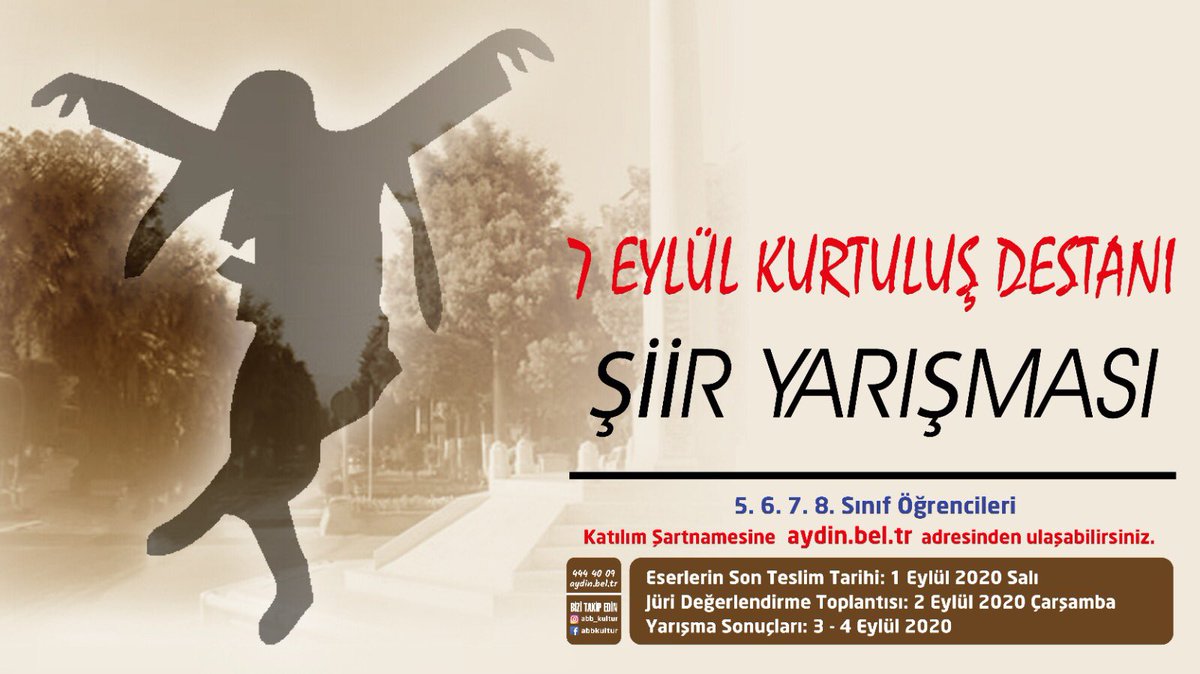 7 EYLÜL KURTULUŞ DESTANI
ŞİİR YARIŞMASI
5. 6. 7. 8. Sınıf Öğrencileri
Katılım Şartnamesine aydin.bel.tr adresinden ulaşabilirsiniz.
444 40 09
aydin.bel.tr
BİZİ TAKİP EDİN
abb_kultur
abbkultur
Eserlerin Son Teslim Tarihi: 1 Eylül 2020 Salı
Jüri Değerlendirme Toplantısı: 2 Eylül 2020 Çarşamba
Yarışma Sonuçları: 3 - 4 Eylül 2020